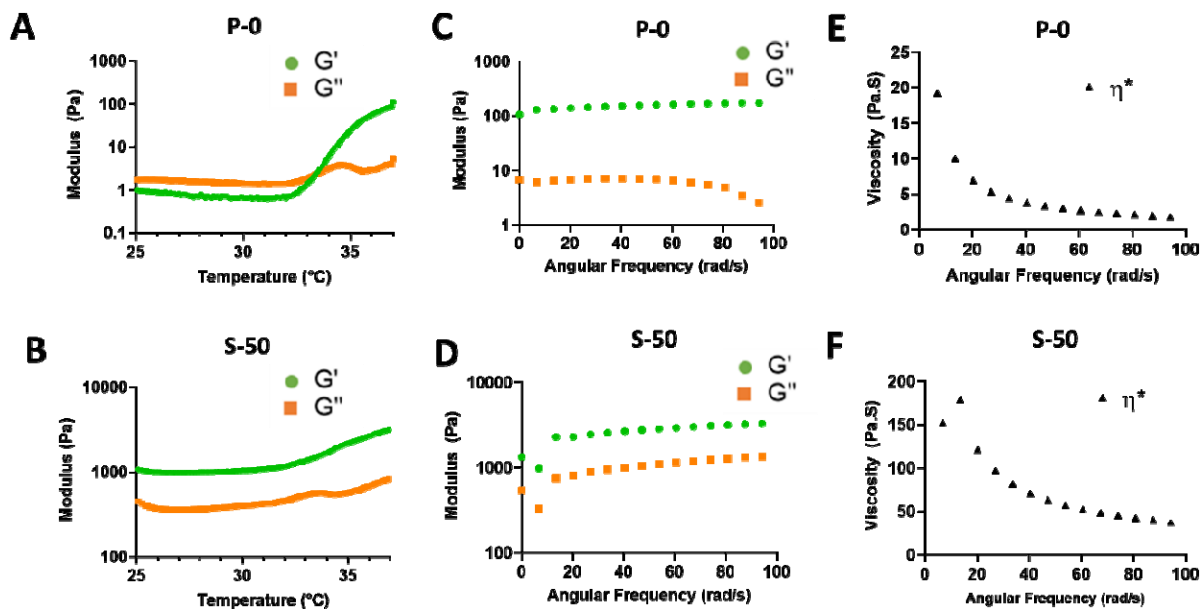 A
P-0
G'
G"
Modulus (Pa)
1000
100
10
1
0.1
25
30
35
Temperature (°C)
C
P-0
G'
G"
Modulus (Pa)
1000
100
10
1
0
20
40
60
80
100
Angular Frequency (rad/s)
E
P-0
η*
Viscosity (Pa.S)
25
20
15
10
5
0
0
20
40
60
80
100
Angular Frequency (rad/s)
B
S-50
G'
G"
Modulus (Pa)
10000
1000
100
25
30
35
Temperature (°C)
D
S-50
G'
G"
Modulus (Pa)
10000
1000
100
0
20
40
60
80
100
Angular Frequency (rad/s)
F
S-50
η*
Viscosity (Pa.S)
200
150
100
50
0
0
20
40
60
80
100
Angular Frequency (rad/s)